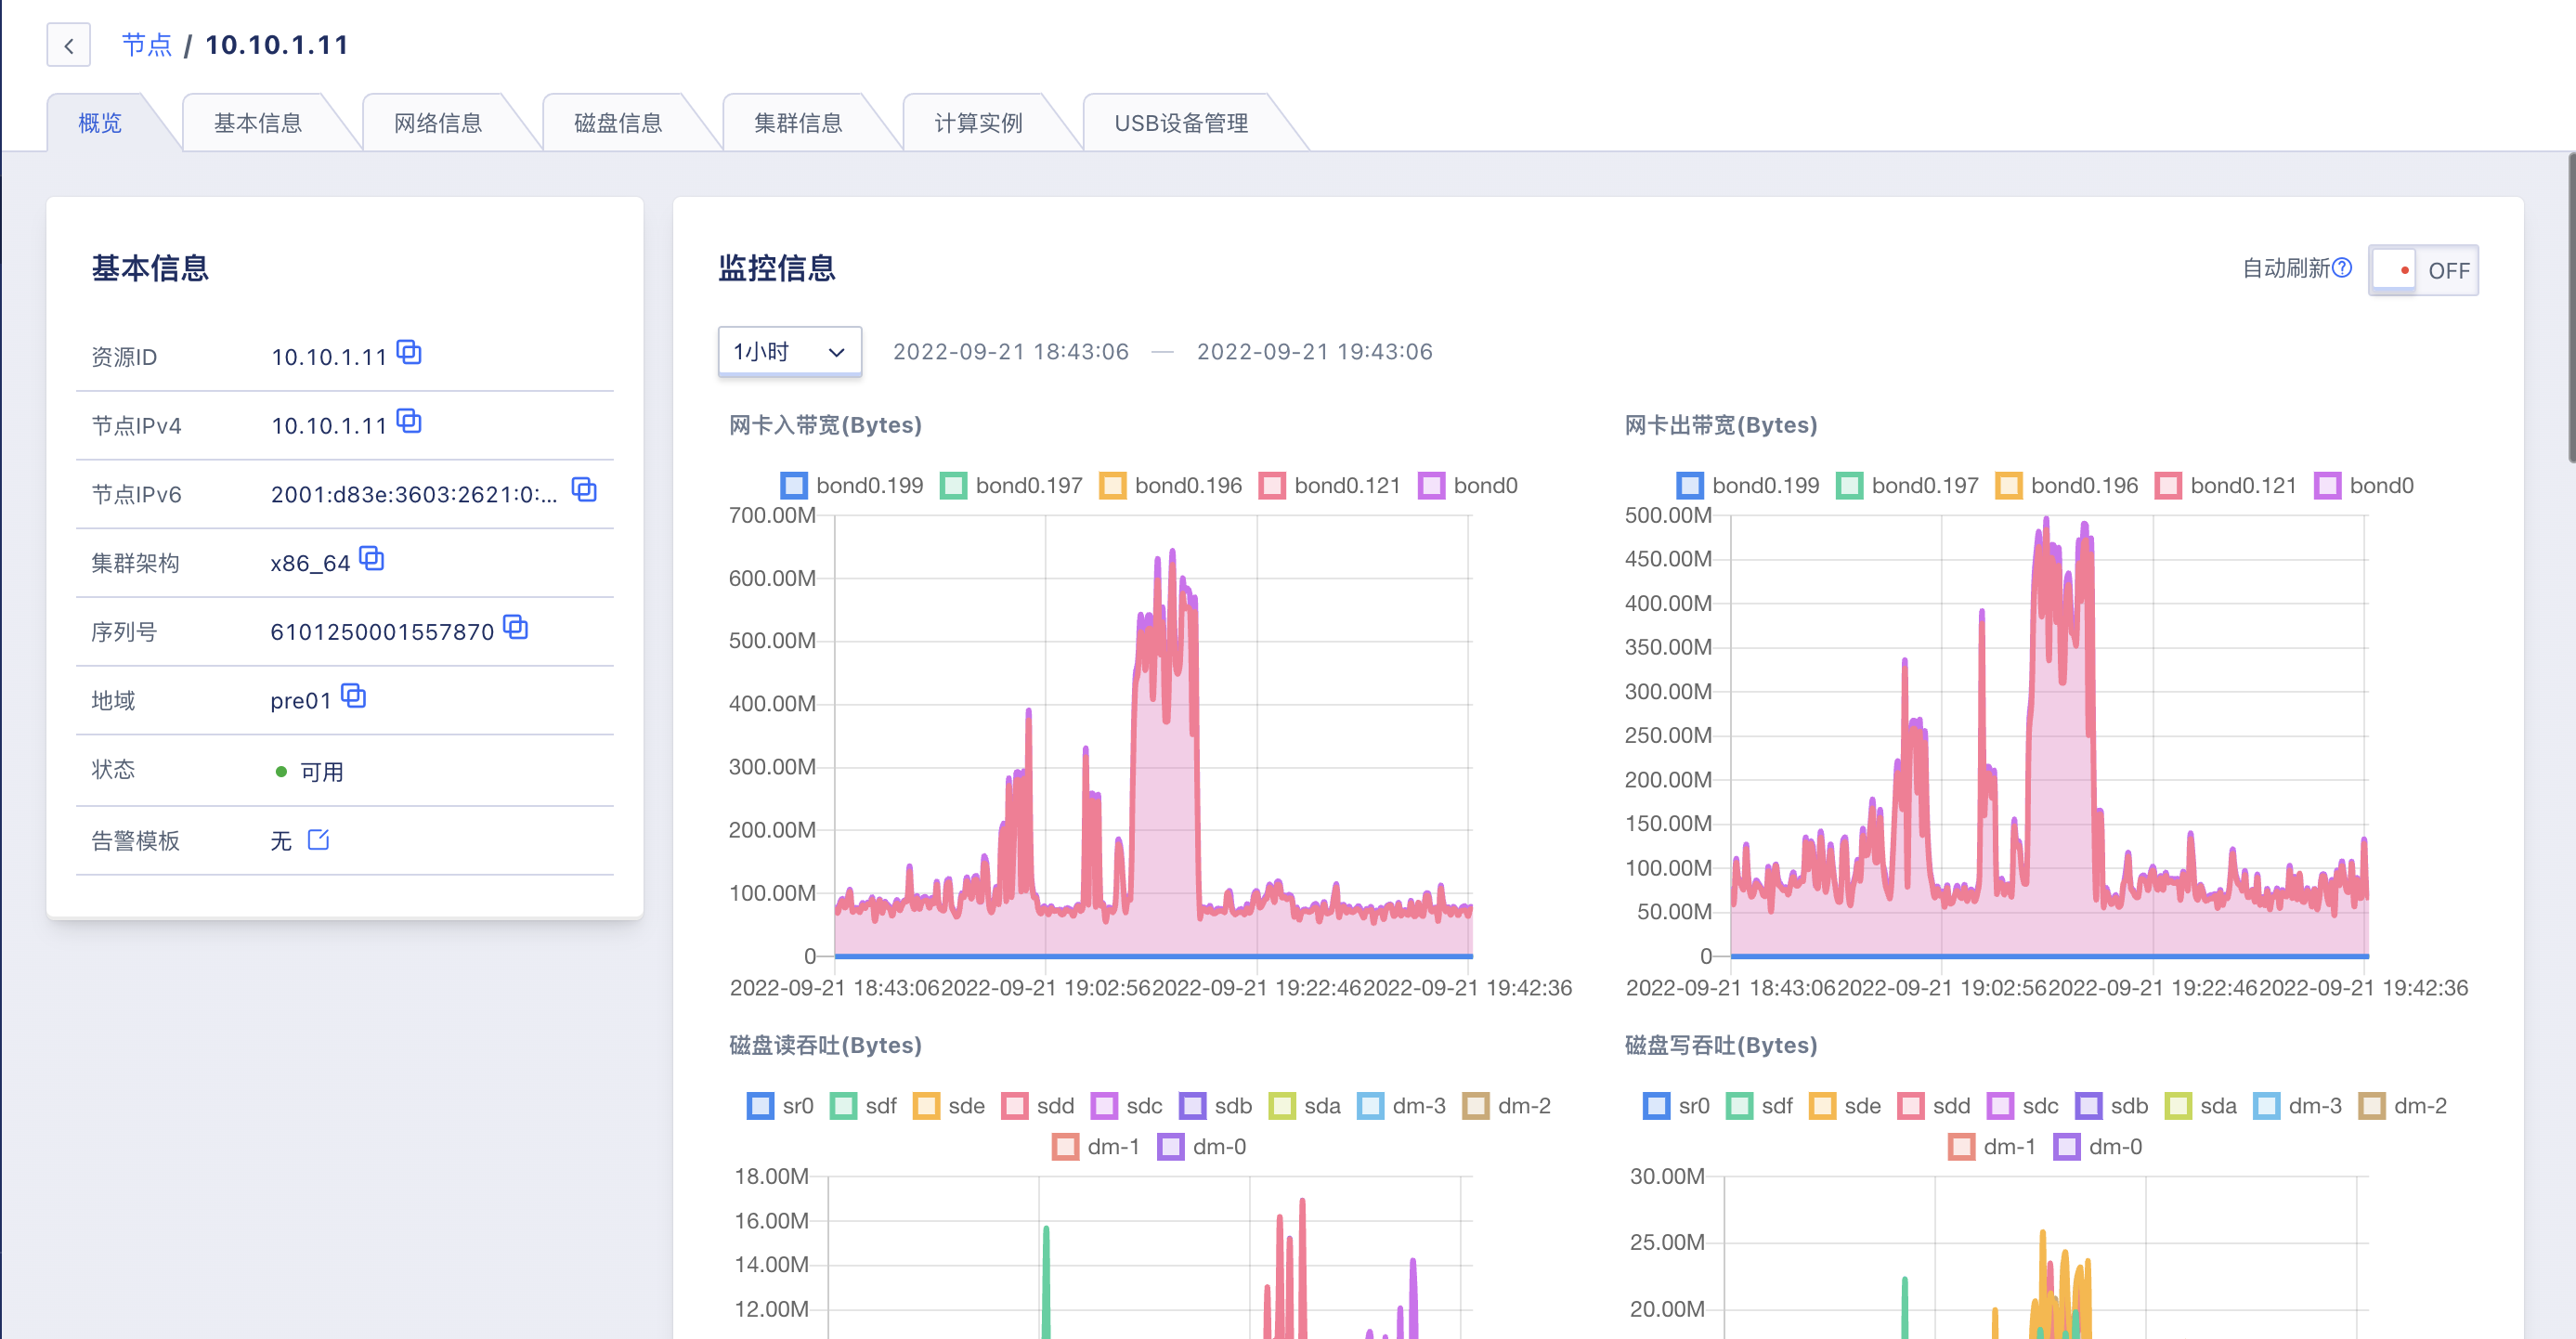 节点 / 10.10.1.11
概览 基本信息 网络信息 磁盘信息 集群信息 计算实例 USB设备管理
基本信息
资源ID 10.10.1.11
节点IPv4 10.10.1.11
节点IPv6 2001:d83e:3603:2621:0:...
集群架构 x86_64
序列号 6101250001557870
地域 pre01
状态 可用
告警模板 无
监控信息
自动刷新 OFF
1小时 2022-09-21 18:43:06 — 2022-09-21 19:43:06
网卡入带宽(Bytes)
bond0.199 bond0.197 bond0.196 bond0.121 bond0
700.00M
600.00M
500.00M
400.00M
300.00M
200.00M
100.00M
0
2022-09-21 18:43:06 2022-09-21 19:02:56 2022-09-21 19:22:46 2022-09-21 19:42:36
网卡出带宽(Bytes)
bond0.199 bond0.197 bond0.196 bond0.121 bond0
500.00M
450.00M
400.00M
350.00M
300.00M
250.00M
200.00M
150.00M
100.00M
50.00M
0
2022-09-21 18:43:06 2022-09-21 19:02:56 2022-09-21 19:22:46 2022-09-21 19:42:36
磁盘读吞吐(Bytes)
sr0 sdf sde sdd sdc sdb sda dm-3 dm-2
dm-1 dm-0
18.00M
16.00M
14.00M
12.00M
磁盘写吞吐(Bytes)
sr0 sdf sde sdd sdc sdb sda dm-3 dm-2
dm-1 dm-0
30.00M
25.00M
20.00M